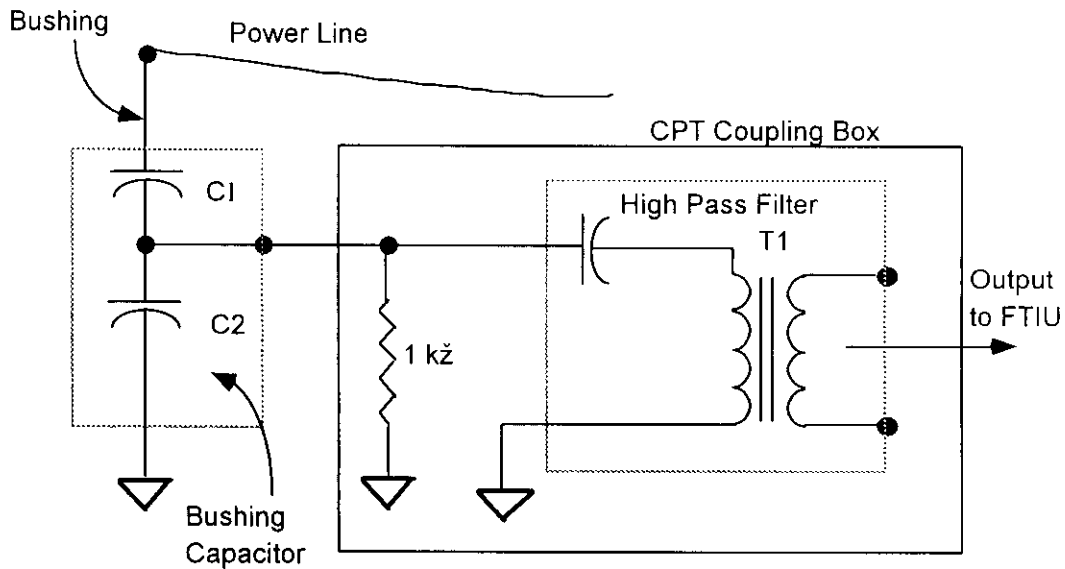 Bushing
Power Line
CPT Coupling Box
C1
High Pass Filter
T1
Output
to FTIU
C2
1 kž
Bushing
Capacitor